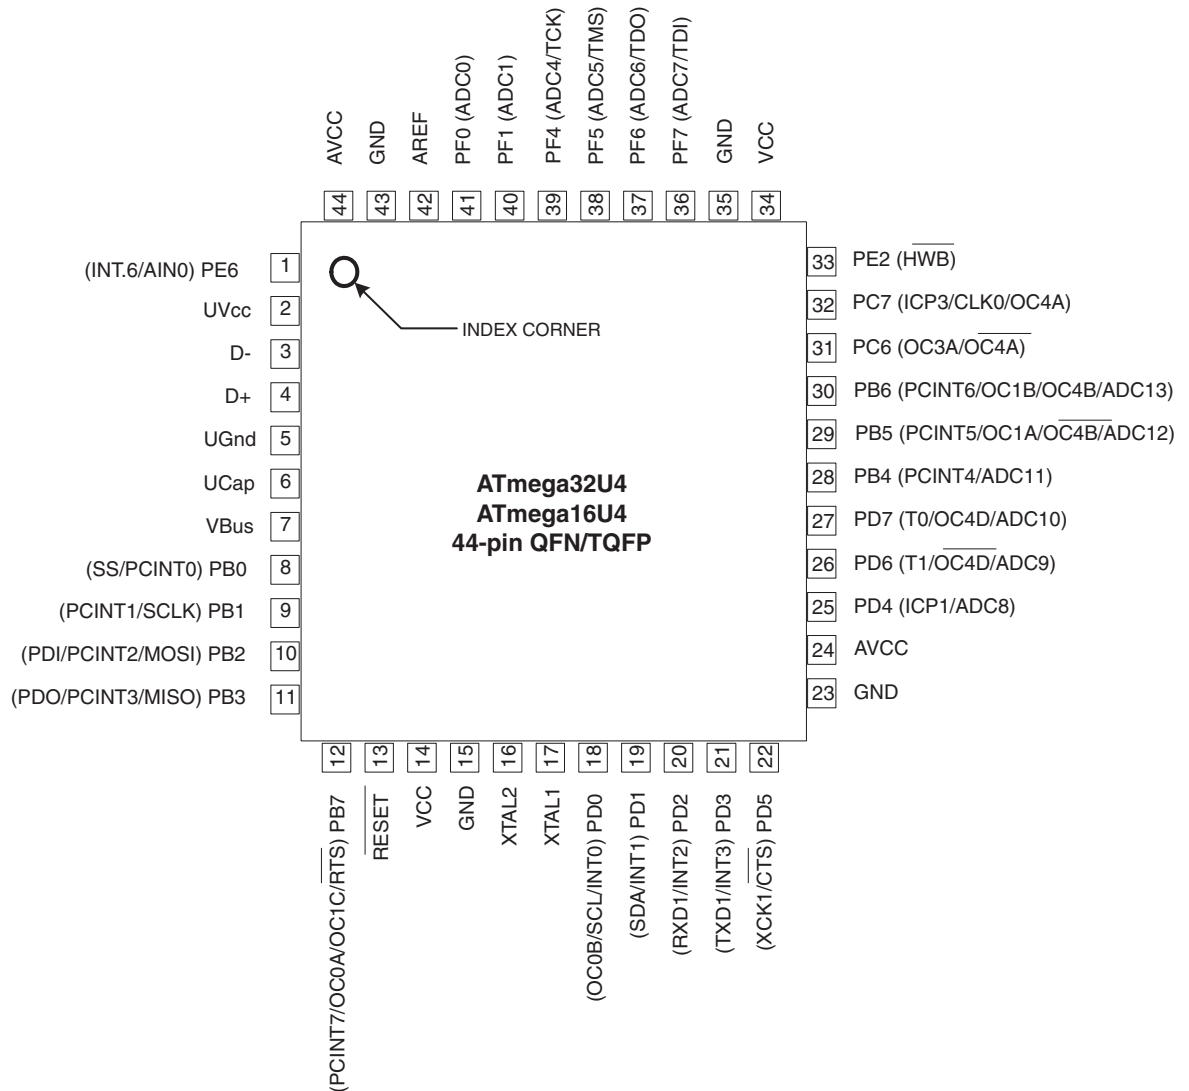 AVCC
GND
AREF
PF0 (ADC0)
PF1 (ADC1)
PF4 (ADC4/TCK)
PF5 (ADC5/TMS)
PF6 (ADC6/TDO)
PF7 (ADC7/TDI)
GND
VCC
44
43
42
41
40
39
38
37
36
35
34
(INT.6/AIN0) PE6 1
UVcc 2
D- 3
D+ 4
UGnd 5
UCap 6
VBus 7
(SS/PCINT0) PB0 8
(PCINT1/SCLK) PB1 9
(PDI/PCINT2/MOSI) PB2 10
(PDO/PCINT3/MISO) PB3 11
INDEX CORNER
ATmega32U4
ATmega16U4
44-pin QFN/TQFP
33 PE2 (HWB)
32 PC7 (ICP3/CLK0/OC4A)
31 PC6 (OC3A/OC4A)
30 PB6 (PCINT6/OC1B/OC4B/ADC13)
29 PB5 (PCINT5/OC1A/OC4B/ADC12)
28 PB4 (PCINT4/ADC11)
27 PD7 (T0/OC4D/ADC10)
26 PD6 (T1/OC4D/ADC9)
25 PD4 (ICP1/ADC8)
24 AVCC
23 GND
12
13
14
15
16
17
18
19
20
21
22
(PCINT7/OC0A/OC1C/RTS) PB7
RESET
VCC
GND
XTAL2
XTAL1
(OC0B/SCL/INT0) PD0
(SDA/INT1) PD1
(RXD1/INT2) PD2
(TXD1/INT3) PD3
(XCK1/CTS) PD5